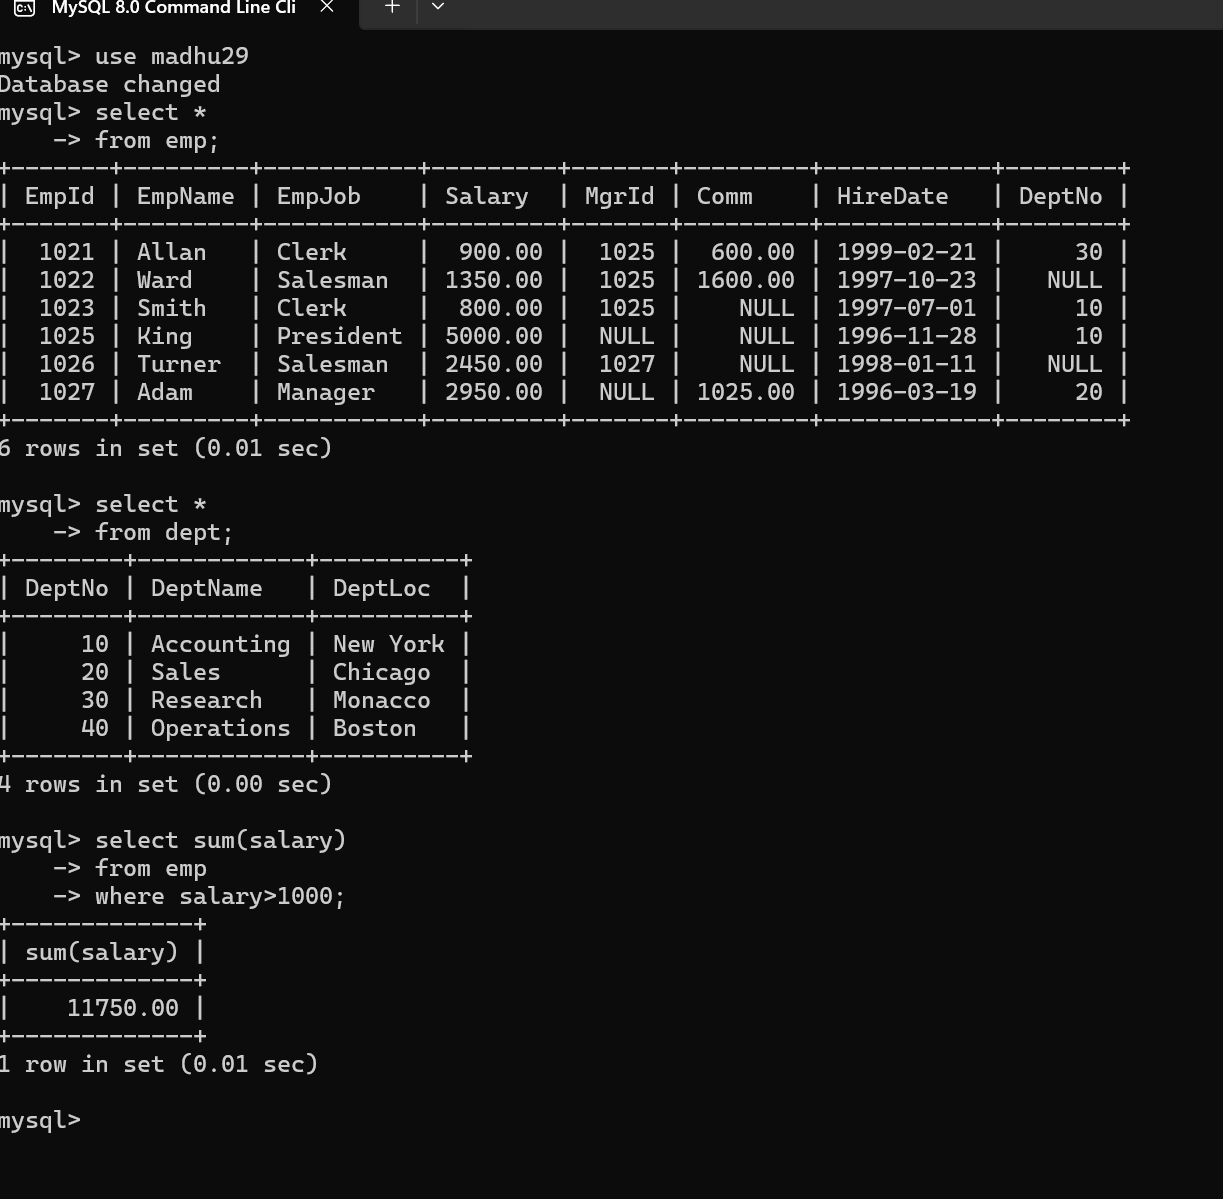 MySQL 8.0 Command Line Cli
mysql> use madhu29
Database changed
mysql> select *
    -> from emp;
+-------+---------+-----------+---------+-------+---------+------------+--------+
| EmpId | EmpName | EmpJob    | Salary  | MgrId | Comm    | HireDate   | DeptNo |
+-------+---------+-----------+---------+-------+---------+------------+--------+
|  1021 | Allan   | Clerk     |  900.00 |  1025 |  600.00 | 1999-02-21 |     30 |
|  1022 | Ward    | Salesman  | 1350.00 |  1025 | 1600.00 | 1997-10-23 |   NULL |
|  1023 | Smith   | Clerk     |  800.00 |  1025 |    NULL | 1997-07-01 |     10 |
|  1025 | King    | President | 5000.00 |  NULL |    NULL | 1996-11-28 |     10 |
|  1026 | Turner  | Salesman  | 2450.00 |  1027 |    NULL | 1998-01-11 |   NULL |
|  1027 | Adam    | Manager   | 2950.00 |  NULL | 1025.00 | 1996-03-19 |     20 |
+-------+---------+-----------+---------+-------+---------+------------+--------+
6 rows in set (0.01 sec)
mysql> select *
    -> from dept;
+--------+------------+----------+
| DeptNo | DeptName   | DeptLoc  |
+--------+------------+----------+
|     10 | Accounting | New York |
|     20 | Sales      | Chicago  |
|     30 | Research   | Monacco  |
|     40 | Operations | Boston   |
+--------+------------+----------+
4 rows in set (0.00 sec)
mysql> select sum(salary)
    -> from emp
    -> where salary>1000;
+-------------+
| sum(salary) |
+-------------+
|    11750.00 |
+-------------+
1 row in set (0.01 sec)
mysql>